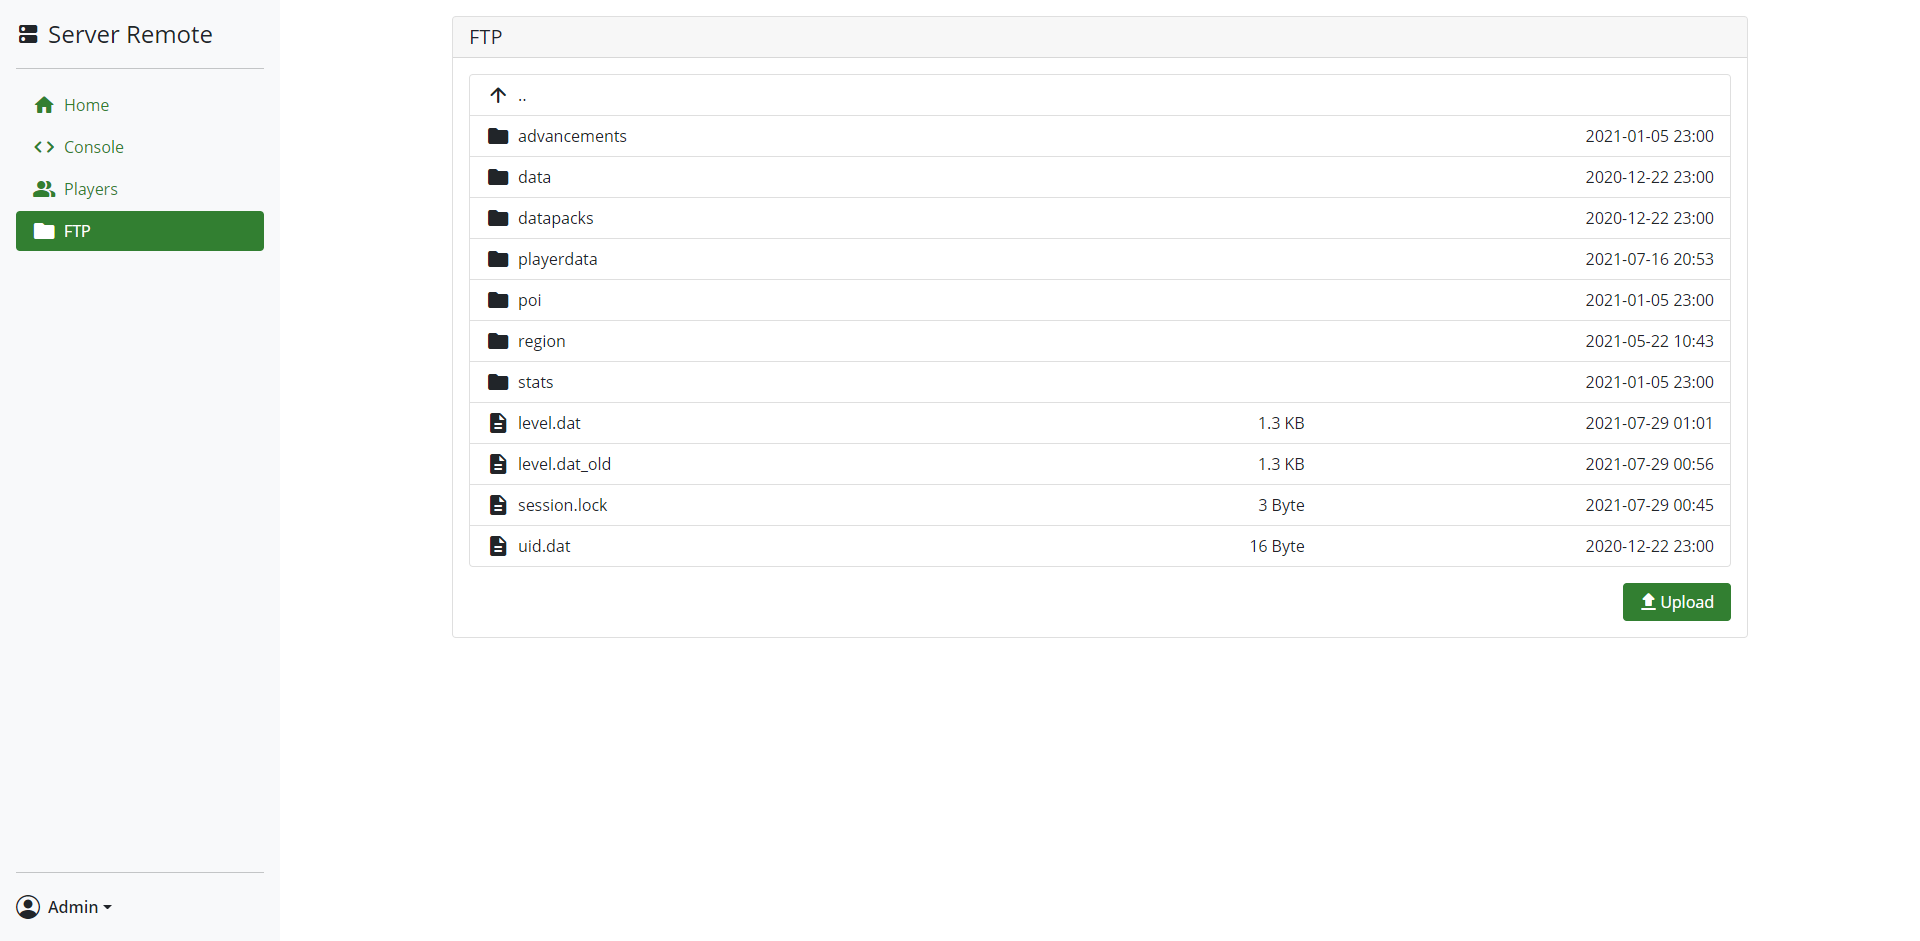 Server Remote
Home
Console
Players
FTP
Admin
FTP
..
advancements 2021-01-05 23:00
data 2020-12-22 23:00
datapacks 2020-12-22 23:00
playerdata 2021-07-16 20:53
poi 2021-01-05 23:00
region 2021-05-22 10:43
stats 2021-01-05 23:00
level.dat 1.3 KB 2021-07-29 01:01
level.dat_old 1.3 KB 2021-07-29 00:56
session.lock 3 Byte 2021-07-29 00:45
uid.dat 16 Byte 2020-12-22 23:00
Upload